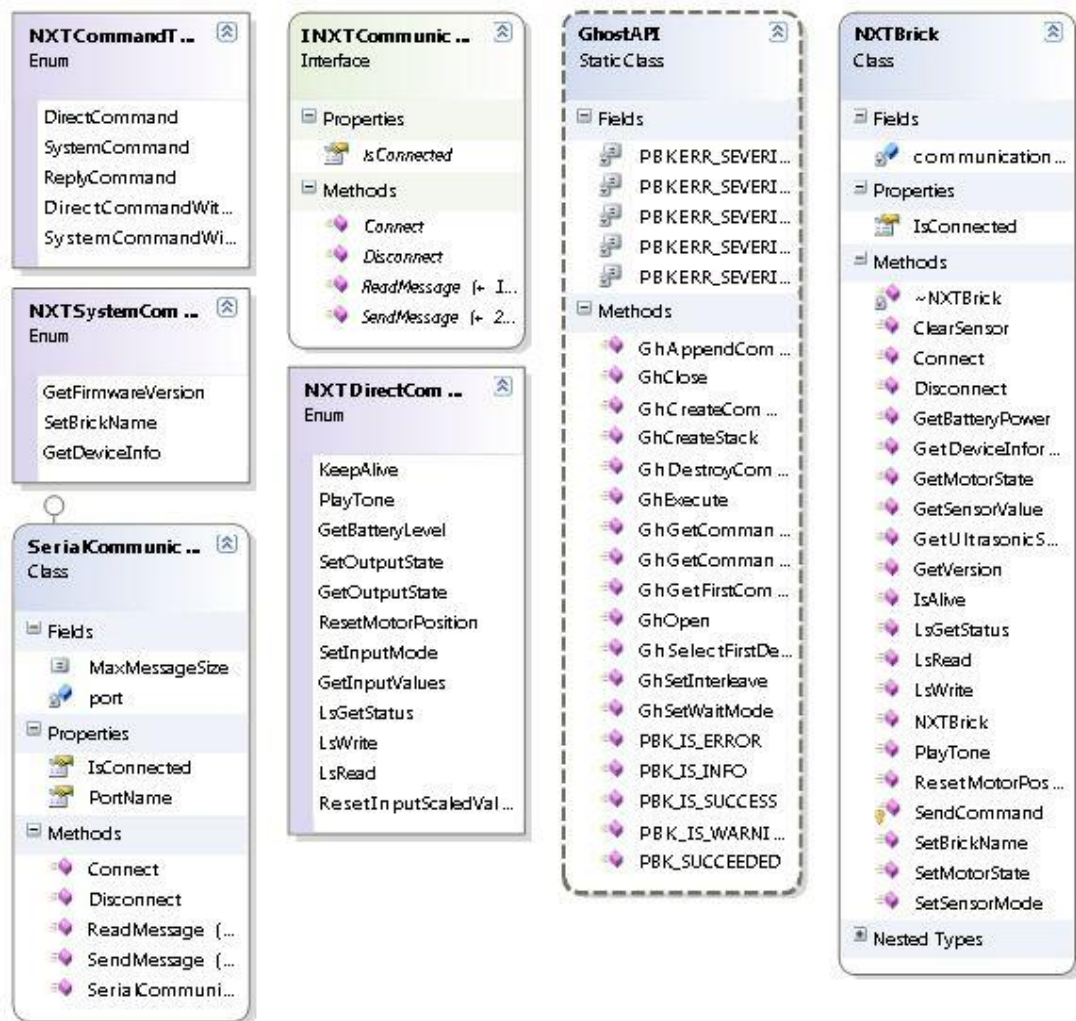 NXTCommandT...
Enum
DirectCommand
SystemCommand
ReplyCommand
DirectCommandWit...
SystemCommandWi...
NXTSystemCom ...
Enum
GetFirmwareVersion
SetBrickName
GetDeviceInfo
SerialCommunic ...
Class
Fields
MaxMessageSize
port
Properties
IsConnected
PortName
Methods
Connect
Disconnect
ReadMessage (...
SendMessage (...
SerialCommuni...
INXTCommunic ...
Interface
Properties
IsConnected
Methods
Connect
Disconnect
ReadMessage (+ 1...
SendMessage (+ 2...
NXTDirectCom ...
Enum
KeepAlive
PlayTone
GetBatteryLevel
SetOutputState
GetOutputState
ResetMotorPosition
SetInputMode
GetInputValues
LsGetStatus
LsWrite
LsRead
ResetInputScaledVal...
GhostAPI
Static Class
Fields
PBKERR_SEVERI...
PBKERR_SEVERI...
PBKERR_SEVERI...
PBKERR_SEVERI...
PBKERR_SEVERI...
Methods
GhAppendCom ...
GhClose
GhCreateCom ...
GhCreateStack
GhDestroyCom ...
GhExecute
GhGetComman ...
GhGetComman ...
GhGetFirstCom ...
GhOpen
GhSelectFirstDe...
GhSetInterleave
GhSetWaitMode
PBK_IS_ERROR
PBK_IS_INFO
PBK_IS_SUCCESS
PBK_IS_WARNI...
PBK_SUCCEEDED
NXTBrick
Class
Fields
communication...
Properties
IsConnected
Methods
~NXTBrick
ClearSensor
Connect
Disconnect
GetBatteryPower
GetDeviceInfor...
GetMotorState
GetSensorValue
GetUltrasonicS...
GetVersion
IsAlive
LsGetStatus
LsRead
LsWrite
NXTBrick
PlayTone
ResetMotorPos...
SendCommand
SetBrickName
SetMotorState
SetSensorMode
Nested Types